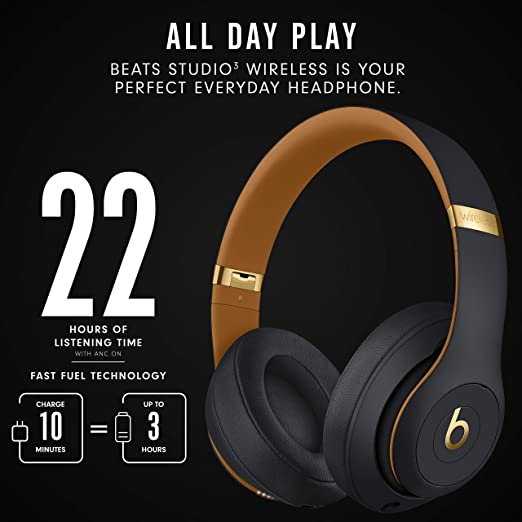 ALL DAY PLAY
BEATS STUDIO³ WIRELESS IS YOUR
PERFECT EVERYDAY HEADPHONE.
22
HOURS OF
LISTENING TIME
WITH ANC ON
FAST FUEL TECHNOLOGY
CHARGE
10
MINUTES
=
UP TO
3
HOURS
wireless
R
b